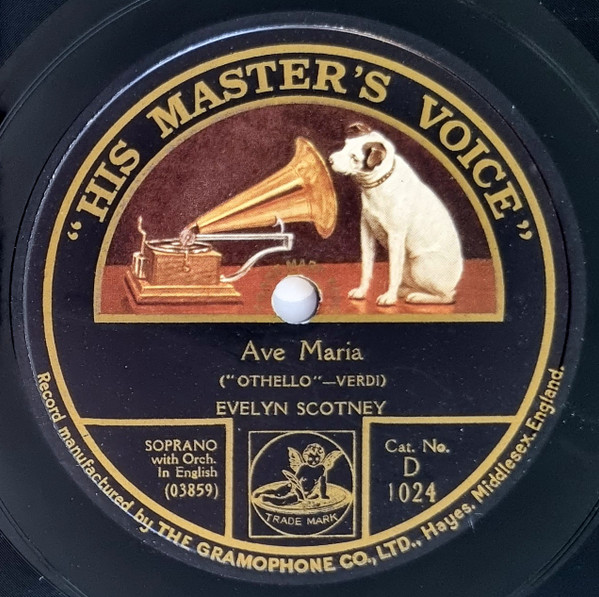 "HIS MASTER'S VOICE"
Ave Maria
("OTHELLO"—VERDI)
EVELYN SCOTNEY
SOPRANO
with Orch.
In English
(03859)
TRADE MARK
Cat. No.
D
1024
Record manufactured by THE GRAMOPHONE CO., LTD., Hayes, Middlesex, England.